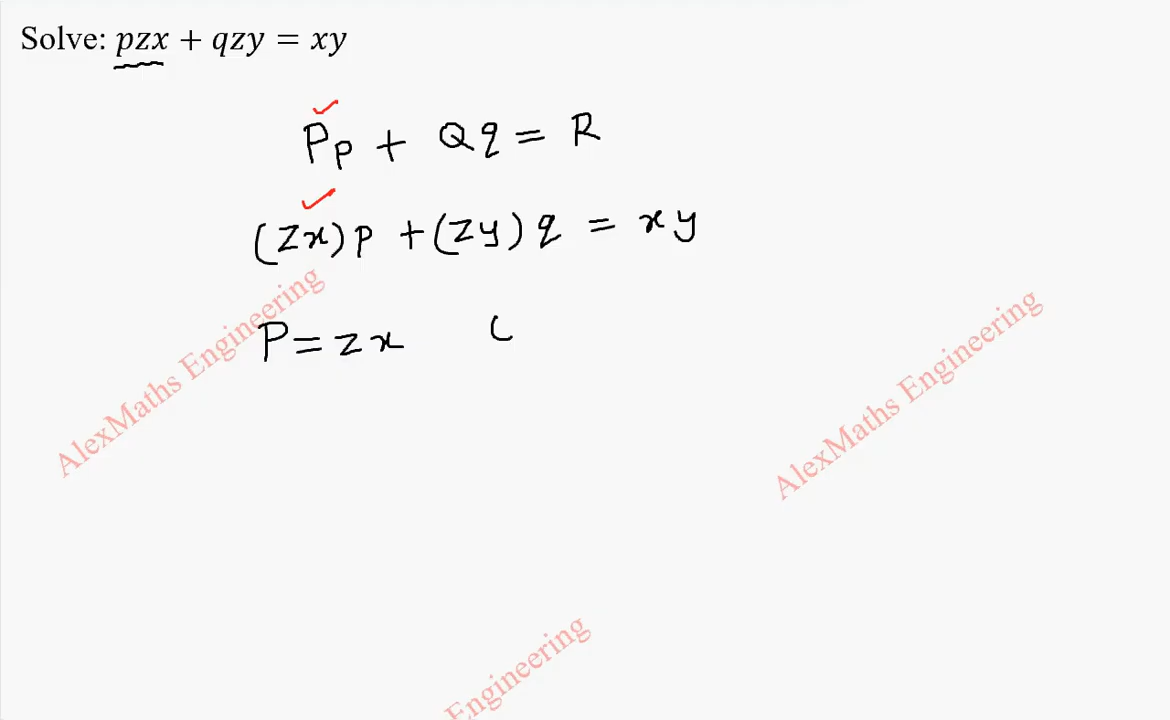 Solve: pzx + qzy = xy
Pp + Qq = R
(zx)p + (zy)q = xy
P = zx
AlexMaths Engineering
AlexMaths Engineering
Engineering